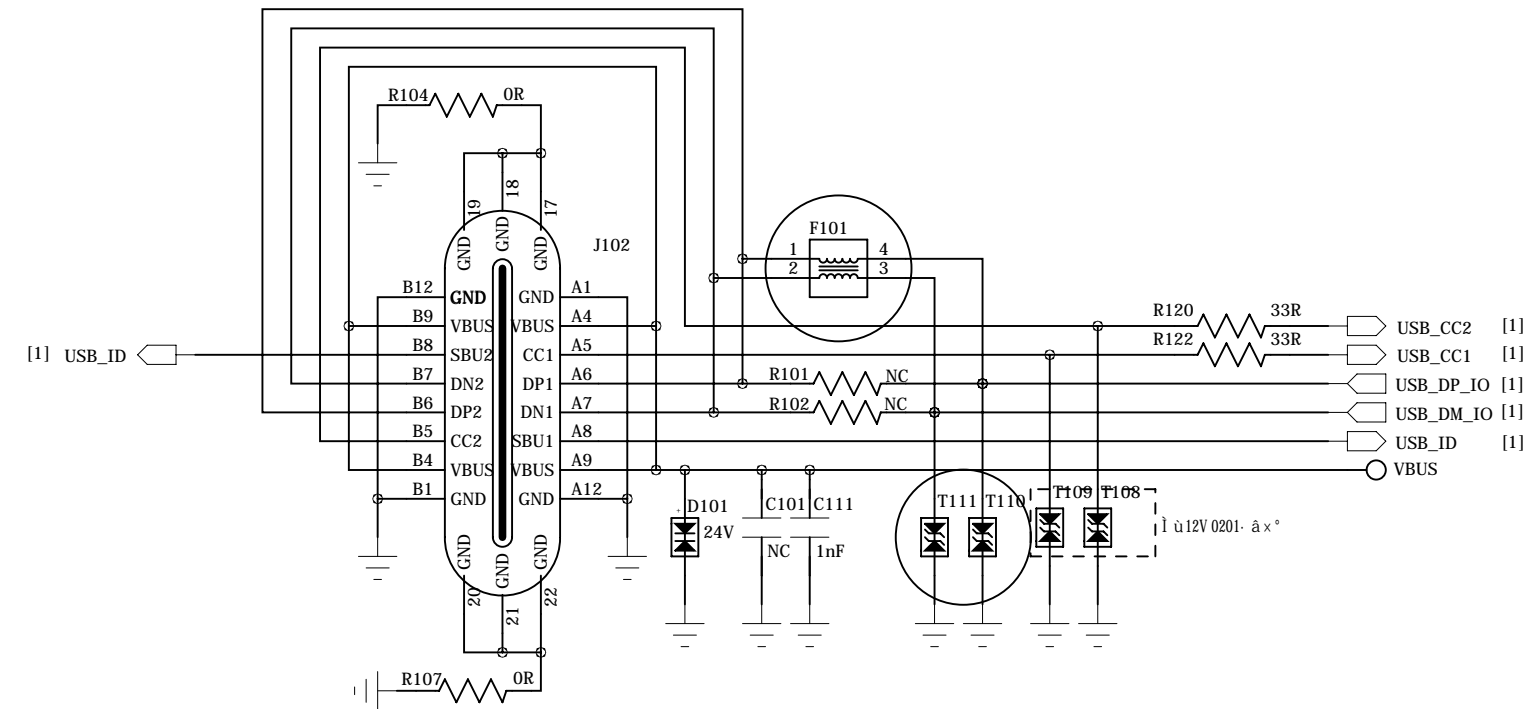 R104 0R
18
19
17
GND
GND
GND
J102
F101
1 4
2 3
B12 GND GND A1
B9 VBUS VBUS A4
[1] USB_ID B8 SBU2 CC1 A5
B7 DN2 DP1 A6
B6 DP2 DN1 A7
B5 CC2 SBU1 A8
B4 VBUS VBUS A9
B1 GND GND A12
R120 33R USB_CC2 [1]
R122 33R USB_CC1 [1]
R101 NC USB_DP_IO [1]
R102 NC USB_DM_IO [1]
USB_ID [1]
VBUS
D101
24V
C101
NC
C111
1nF
T111 T110 T109 T108
Ì ù12V 0201· â×°
GND
GND
GND
20
21
22
R107 0R